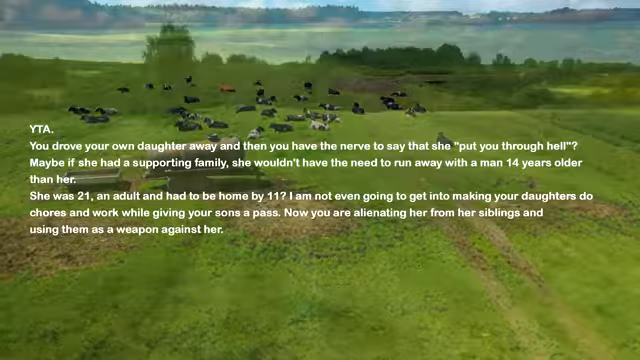 YTA.
You drove your own daughter away and then you have the nerve to say that she "put you through hell"?
Maybe if she had a supporting family, she wouldn't have the need to run away with a man 14 years older
than her.
She was 21, an adult and had to be home by 11? I am not even going to get into making your daughters do
chores and work while giving your sons a pass. Now you are alienating her from her siblings and
using them as a weapon against her.